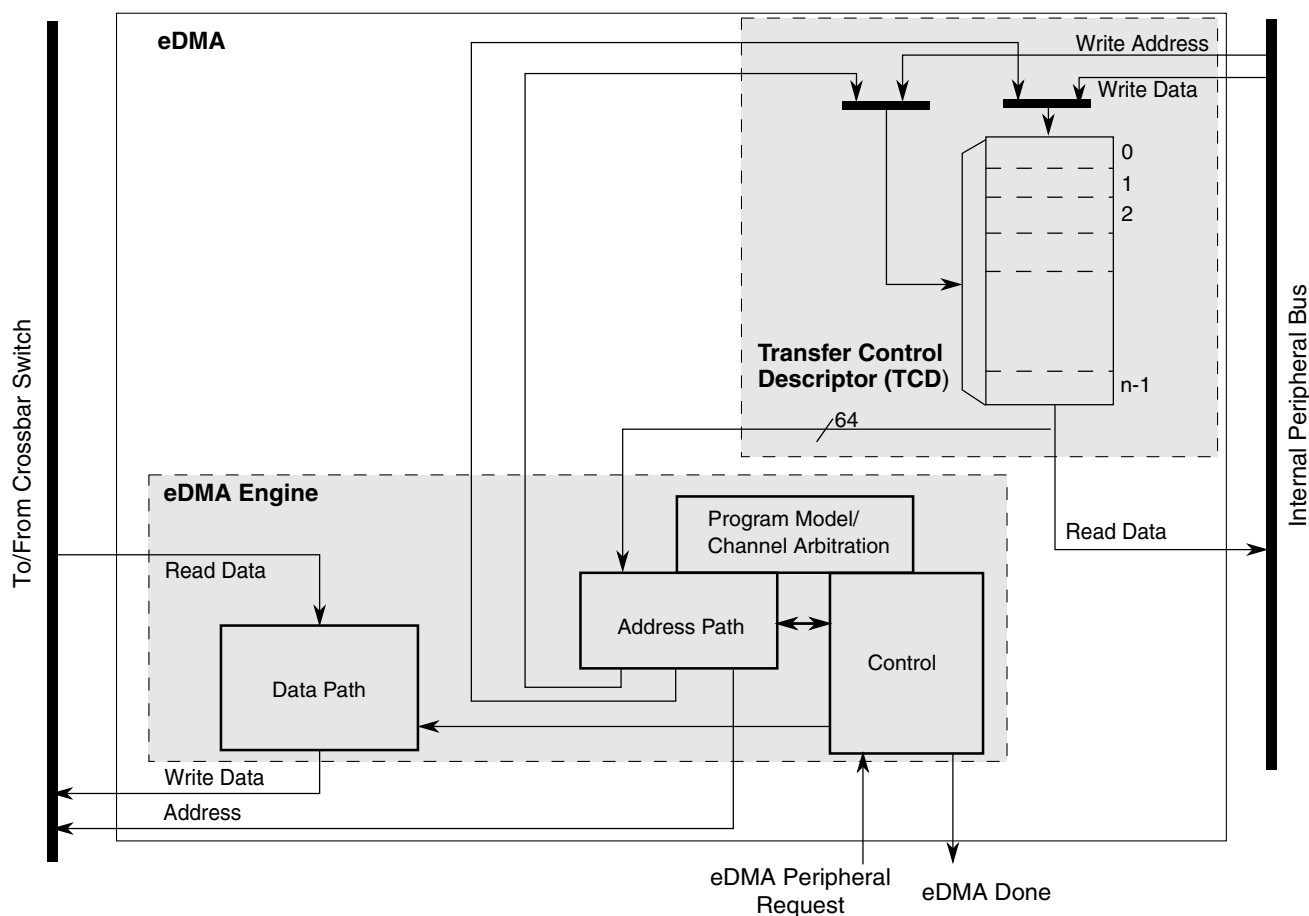 eDMA
Write Address
Write Data
0
1
2
n-1
Transfer Control
Descriptor (TCD)
64
To/From Crossbar Switch
Internal Peripheral Bus
eDMA Engine
Program Model/
Channel Arbitration
Read Data
Read Data
Address Path
Control
Data Path
Write Data
Address
eDMA Peripheral
Request
eDMA Done